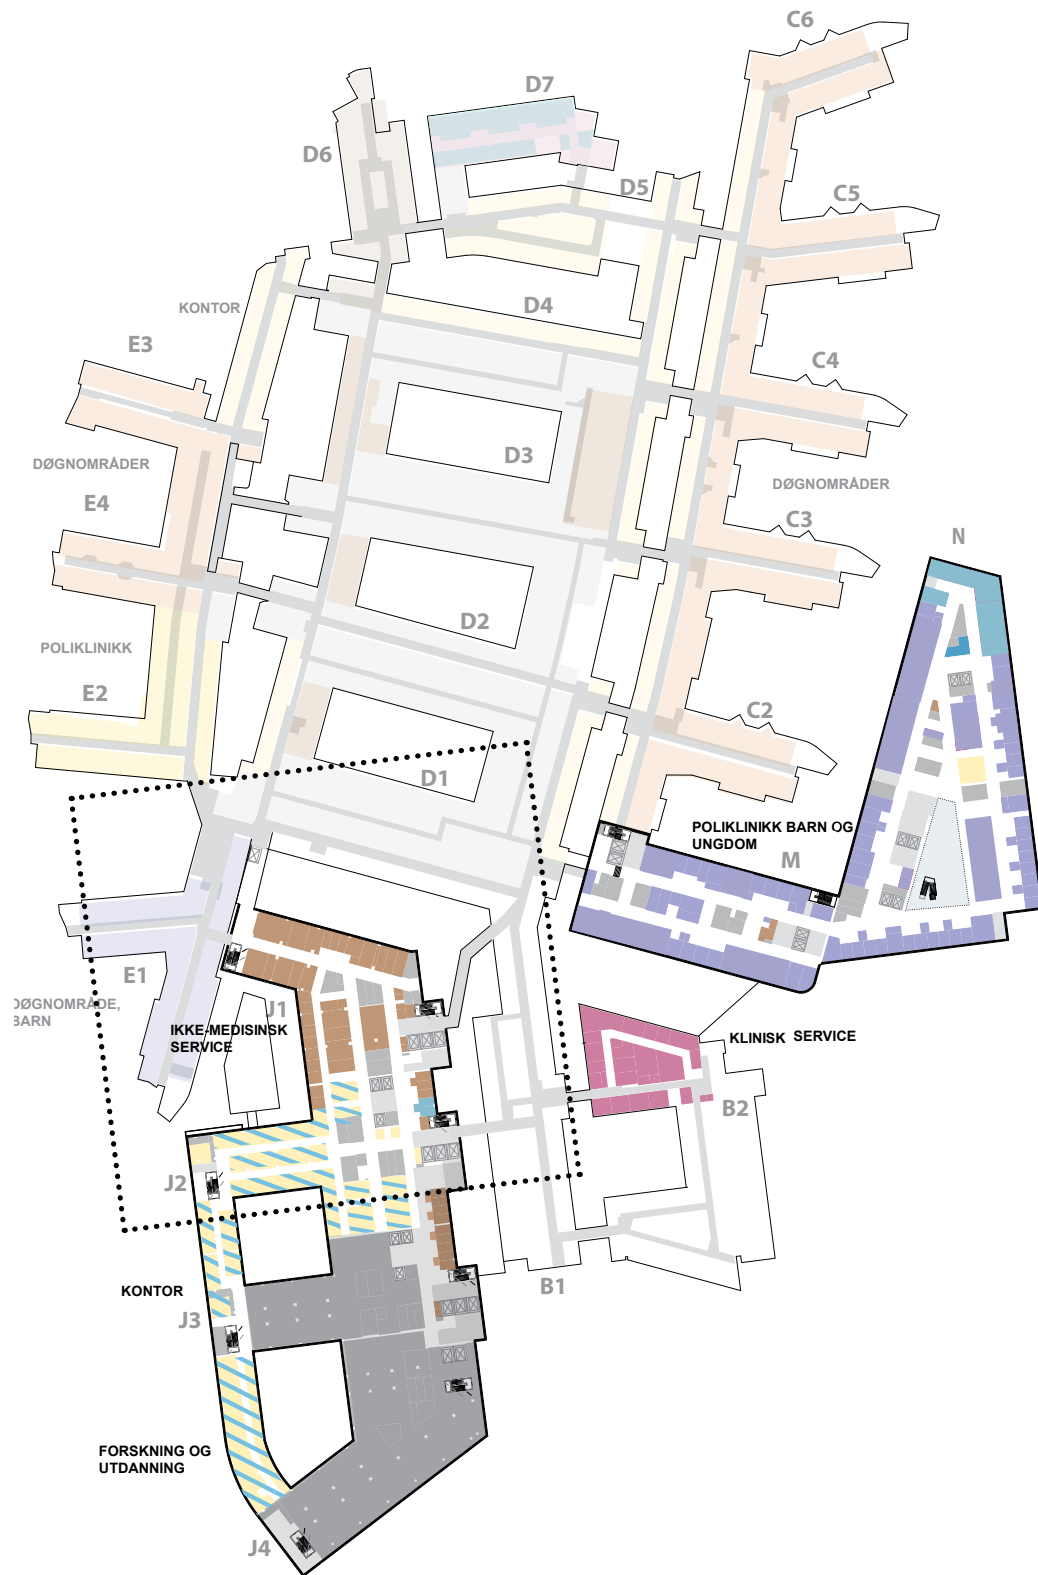 C6
D7
D6
D5
C5
KONTOR
D4
E3
C4
D3
DØGNOMRÅDER
DØGNOMRÅDER
E4
C3
N
D2
POLIKLINIKK
E2
C2
D1
POLIKLINIKK BARN OG
UNGDOM
M
E1
DØGNOMRÅDE,
BARN
J1
IKKE-MEDISINSK
SERVICE
KLINISK SERVICE
B2
J2
KONTOR
B1
J3
FORSKNING OG
UTDANNING
J4